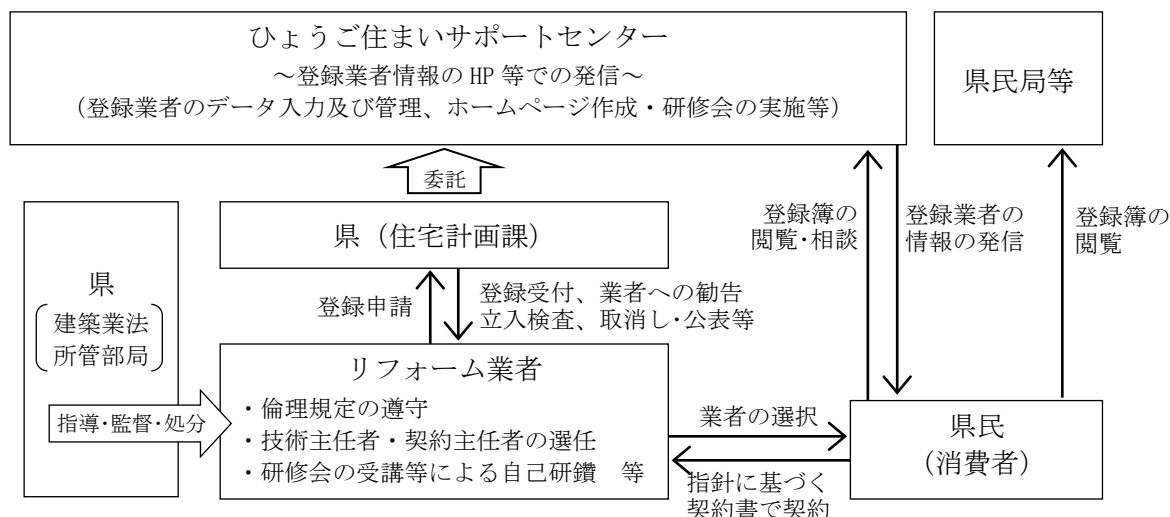 ひょうご住まいサポートセンター
～登録業者情報の HP 等での発信～
（登録業者のデータ入力及び管理、ホームページ作成・研修会の実施等）
県民局等
委託
県（住宅計画課）
登録簿の
閲覧・相談
登録業者の
情報の発信
登録簿の
閲覧
県
建築業法
所管部局
登録申請
登録受付、業者への勧告
立入検査、取消し・公表等
リフォーム業者
・倫理規定の遵守
・技術主任者・契約主任者の選任
・研修会の受講等による自己研鑽　等
指導・監督・処分
業者の選択
指針に基づく
契約書で契約
県民
（消費者）